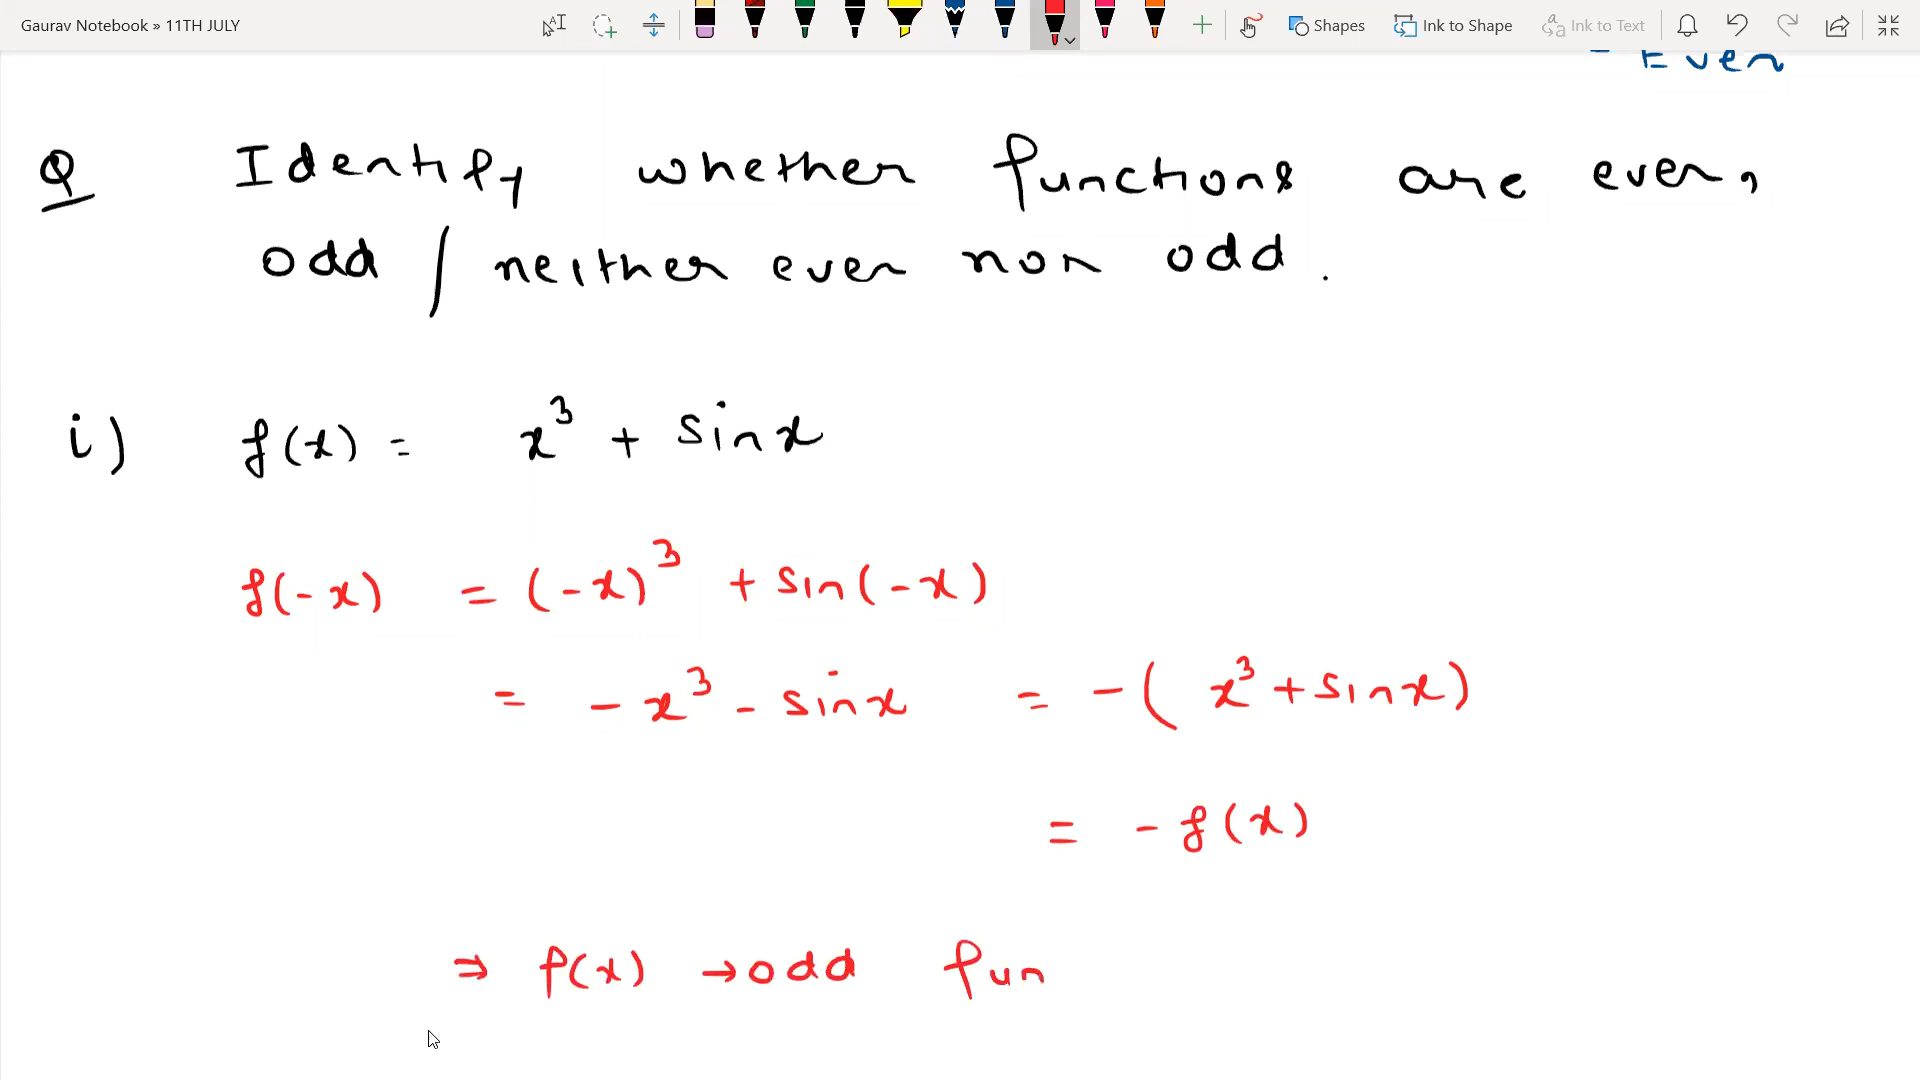 Gaurav Notebook » 11TH JULY
Shapes
Ink to Shape
Ink to Text
- Even
Q Identify whether functions are even,
odd / neither even nor odd.
i) f(x) = x³ + sinx
f(-x) = (-x)³ + sin(-x)
= -x³ - sinx = -( x³ + sinx)
= - f(x)
⇒ f(x) → odd fun